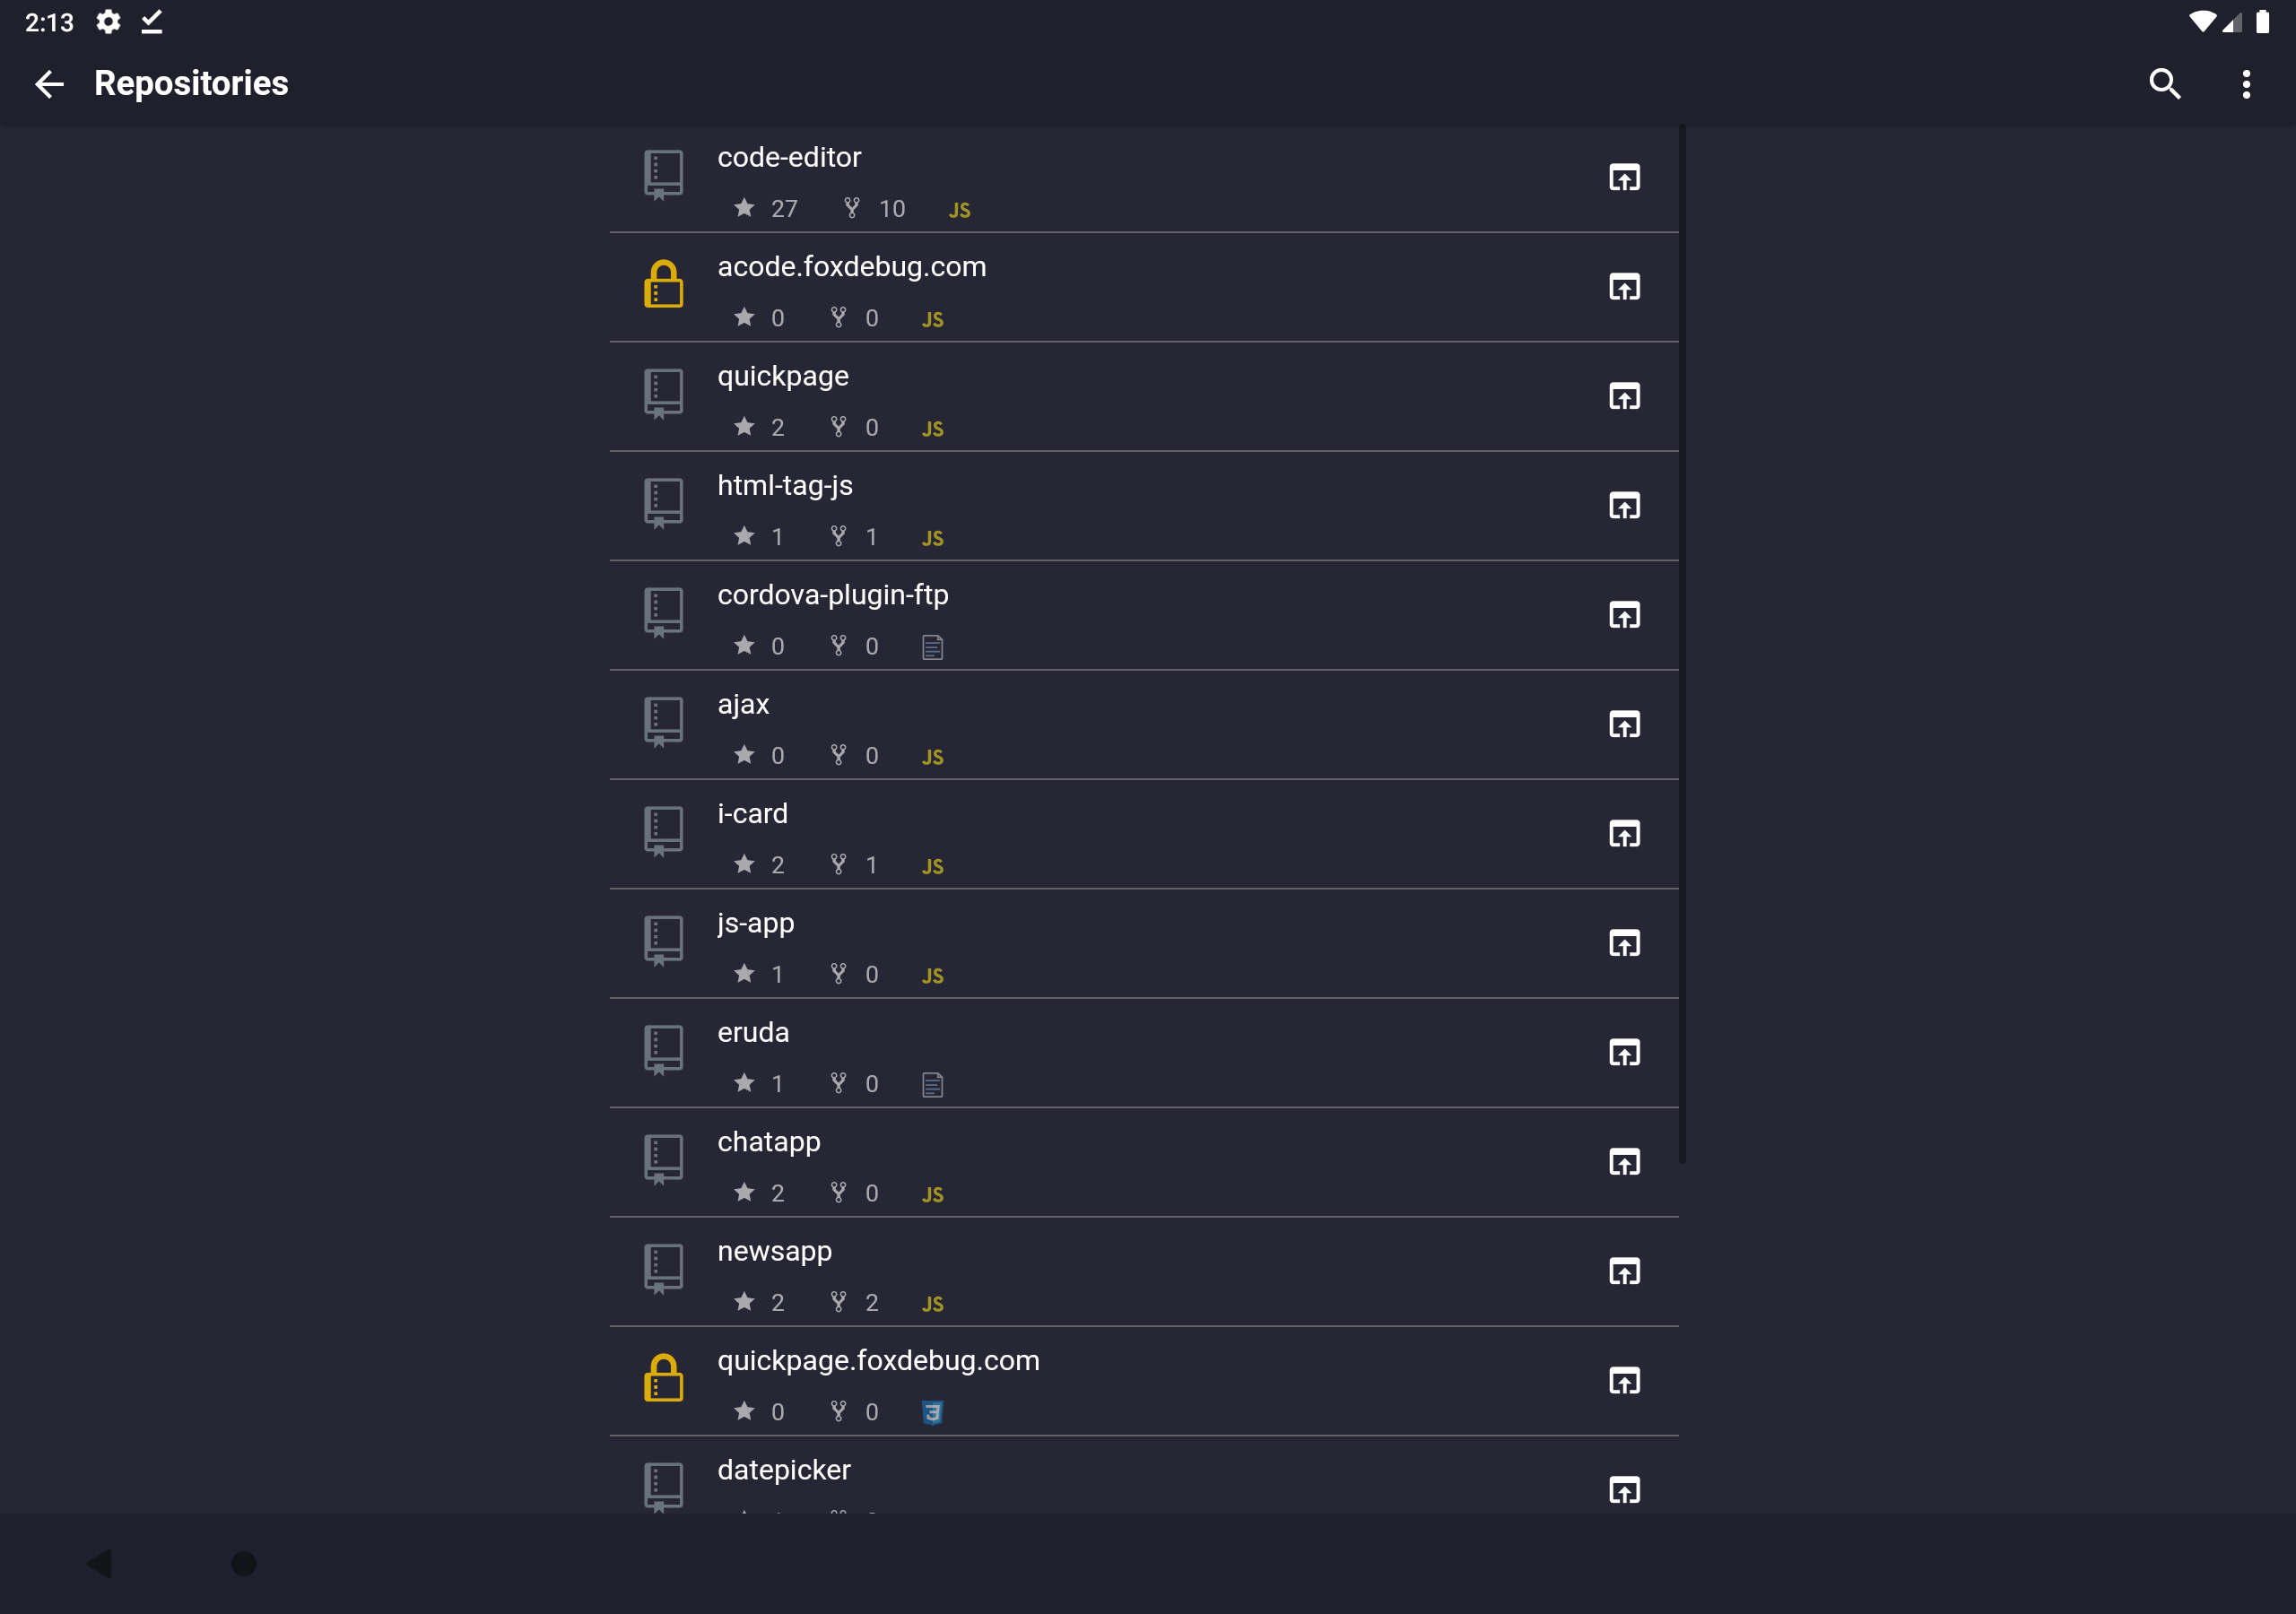 2:13
Repositories
code-editor
27 10 JS
acode.foxdebug.com
0 0 JS
quickpage
2 0 JS
html-tag-js
1 1 JS
cordova-plugin-ftp
0 0
ajax
0 0 JS
i-card
2 1 JS
js-app
1 0 JS
eruda
1 0
chatapp
2 0 JS
newsapp
2 2 JS
quickpage.foxdebug.com
0 0 3
datepicker